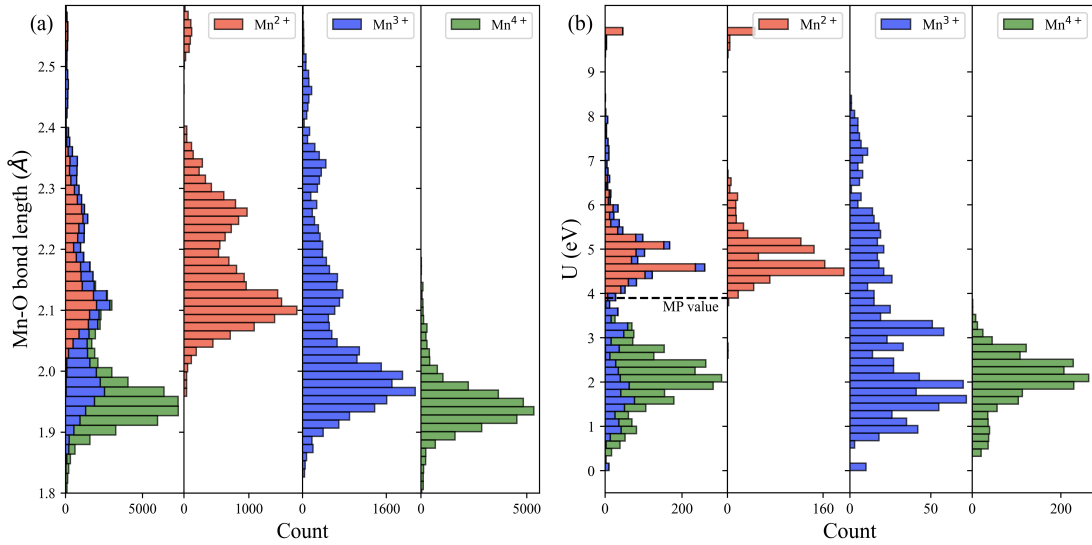 (a)
Mn²⁺
Mn³⁺
Mn⁴⁺
Mn-O bond length (Å)
2.5
2.4
2.3
2.2
2.1
2.0
1.9
1.8
0 5000 0 1000 0 1600 0 5000
Count
(b)
Mn²⁺
Mn³⁺
Mn⁴⁺
U (eV)
9
8
7
6
5
4
3
2
1
0
MP value
0 200 0 160 0 50 0 200
Count